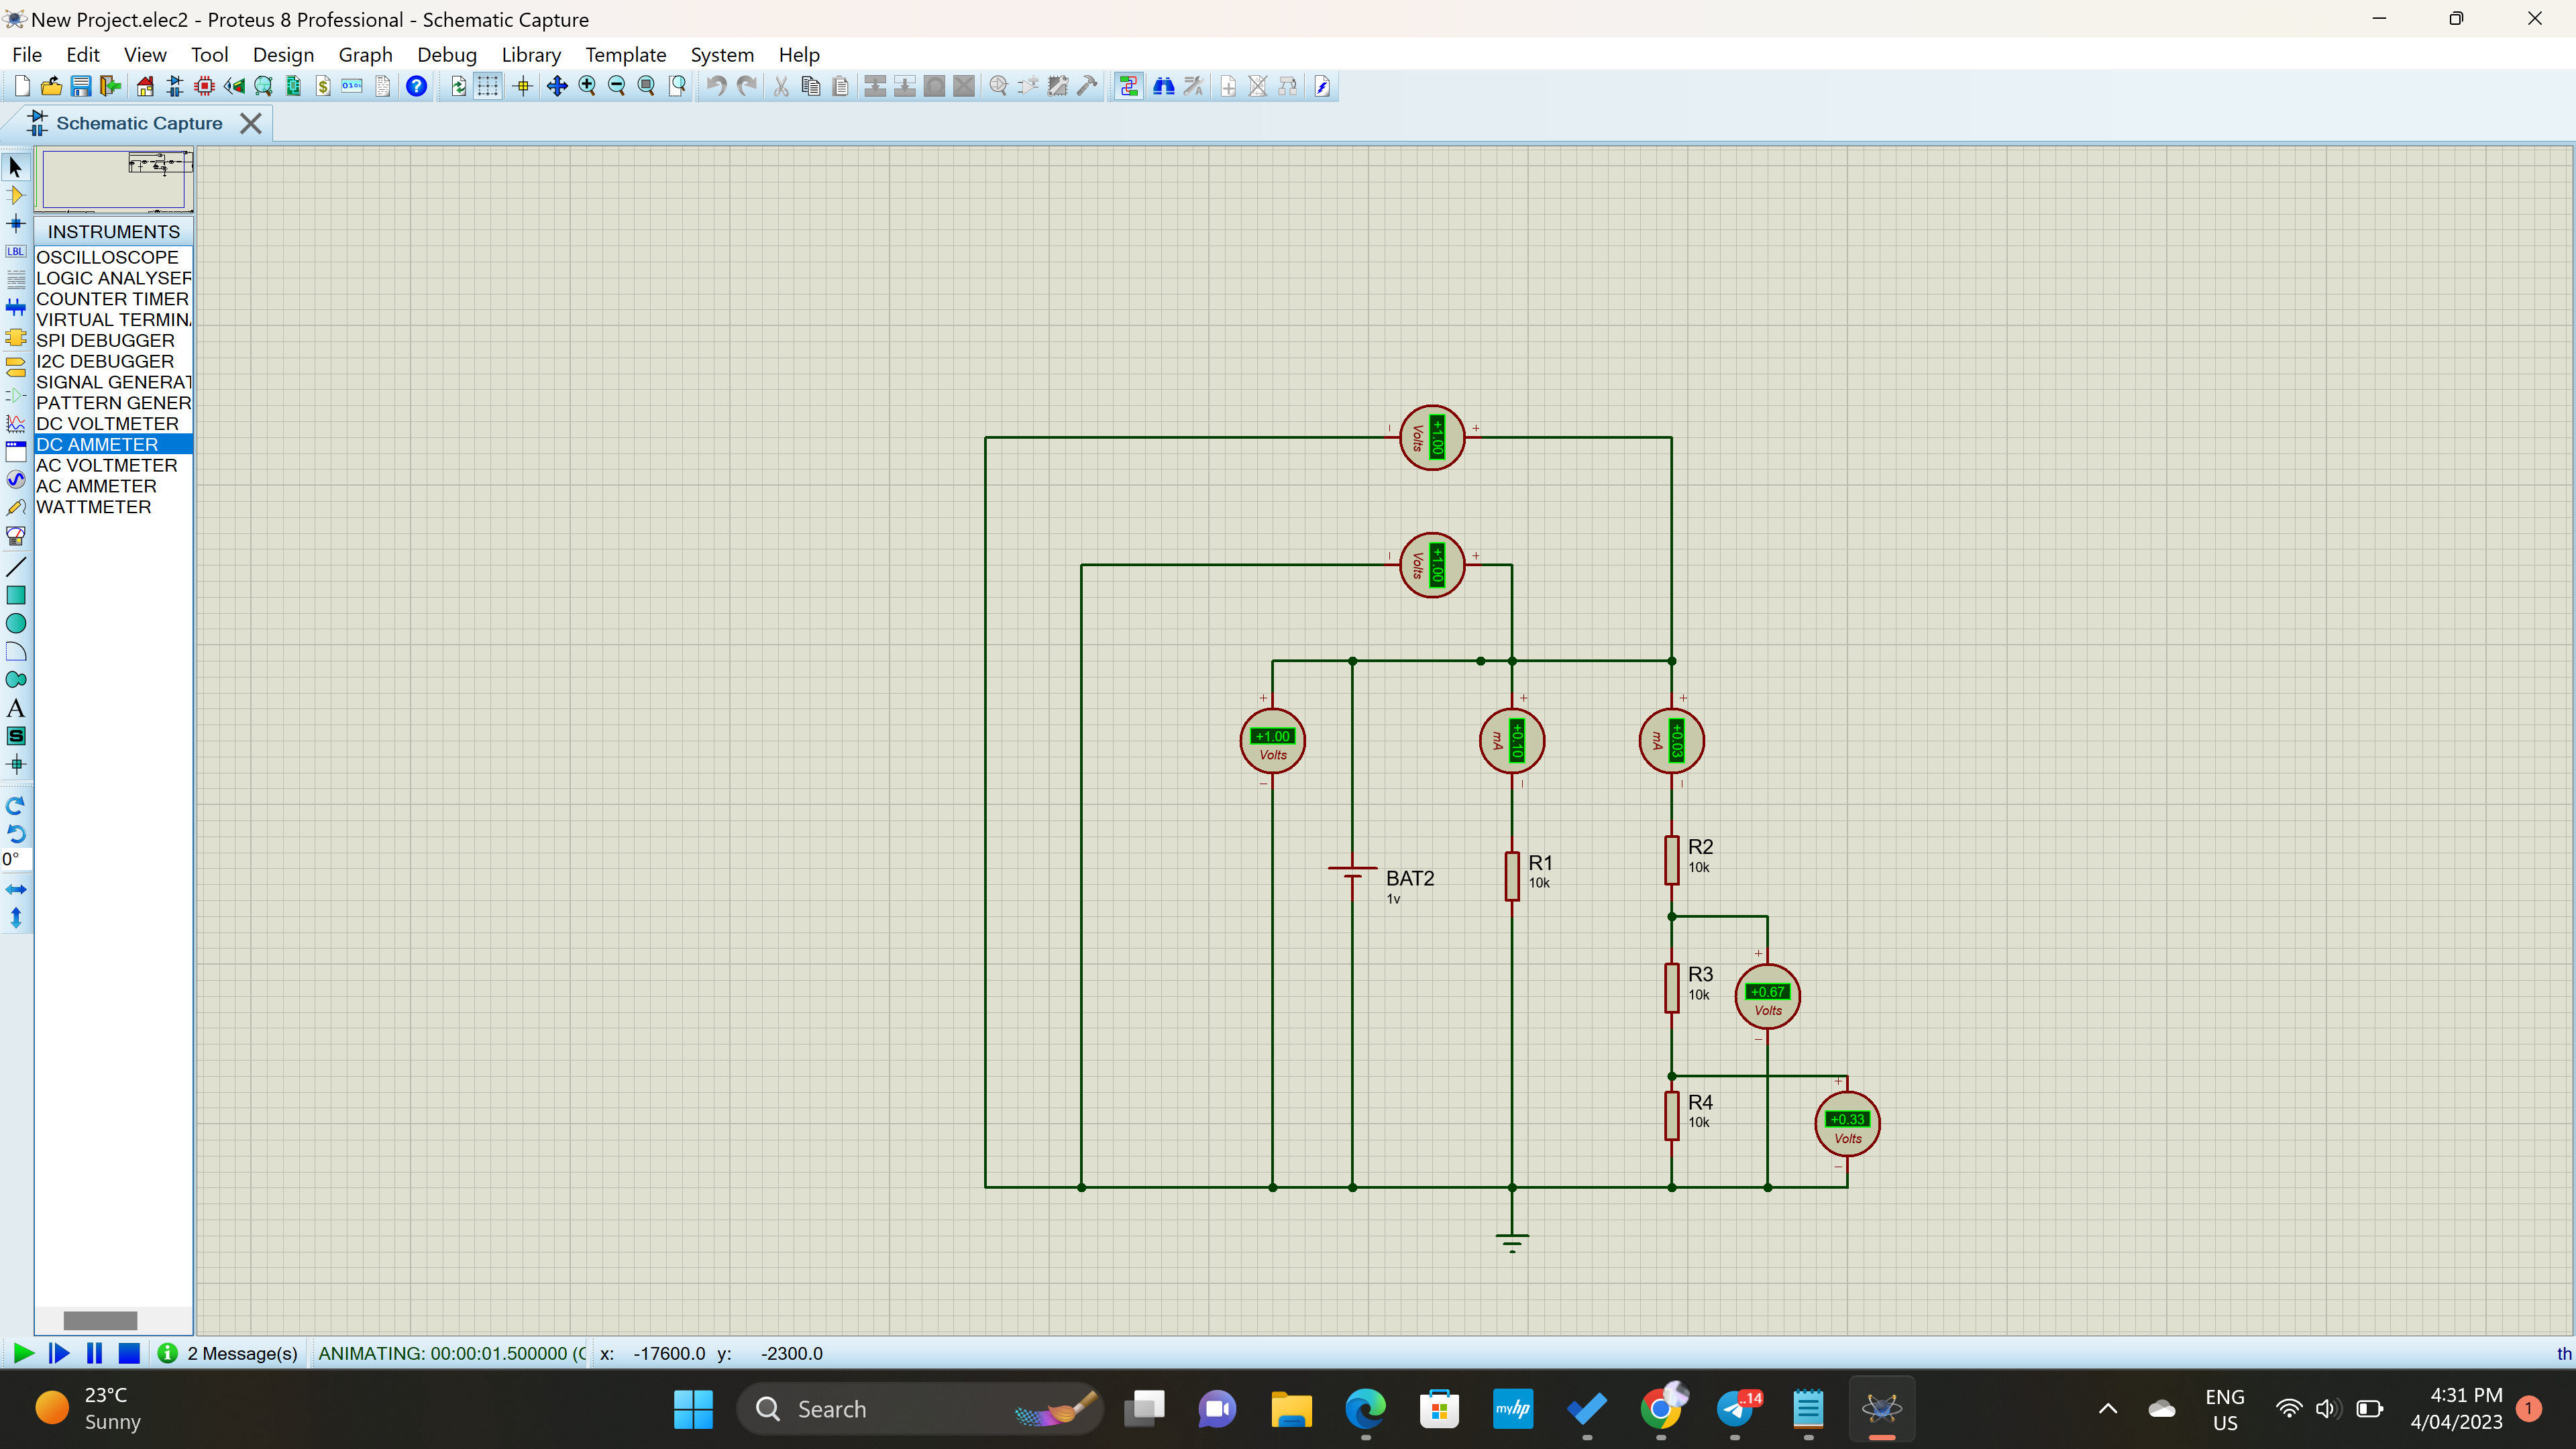 New Project.elec2 - Proteus 8 Professional - Schematic Capture
File Edit View Tool Design Graph Debug Library Template System Help
Schematic Capture
LBL
INSTRUMENTS
OSCILLOSCOPE
LOGIC ANALYSER
COUNTER TIMER
VIRTUAL TERMIN
SPI DEBUGGER
I2C DEBUGGER
SIGNAL GENERAT
PATTERN GENER
DC VOLTMETER
DC AMMETER
AC VOLTMETER
AC AMMETER
WATTMETER
A
S
0°
+1.00
Volts
+1.00
Volts
+1.00
Volts
+0.10
mA
+0.03
mA
BAT2
1v
R1
10k
R2
10k
R3
10k
+0.67
Volts
R4
10k
+0.33
Volts
2 Message(s) ANIMATING: 00:00:01.500000 (C x: -17600.0 y: -2300.0 th
23°C
Sunny
Search
myhp
..14
ENG
US
4:31 PM
4/04/2023
1